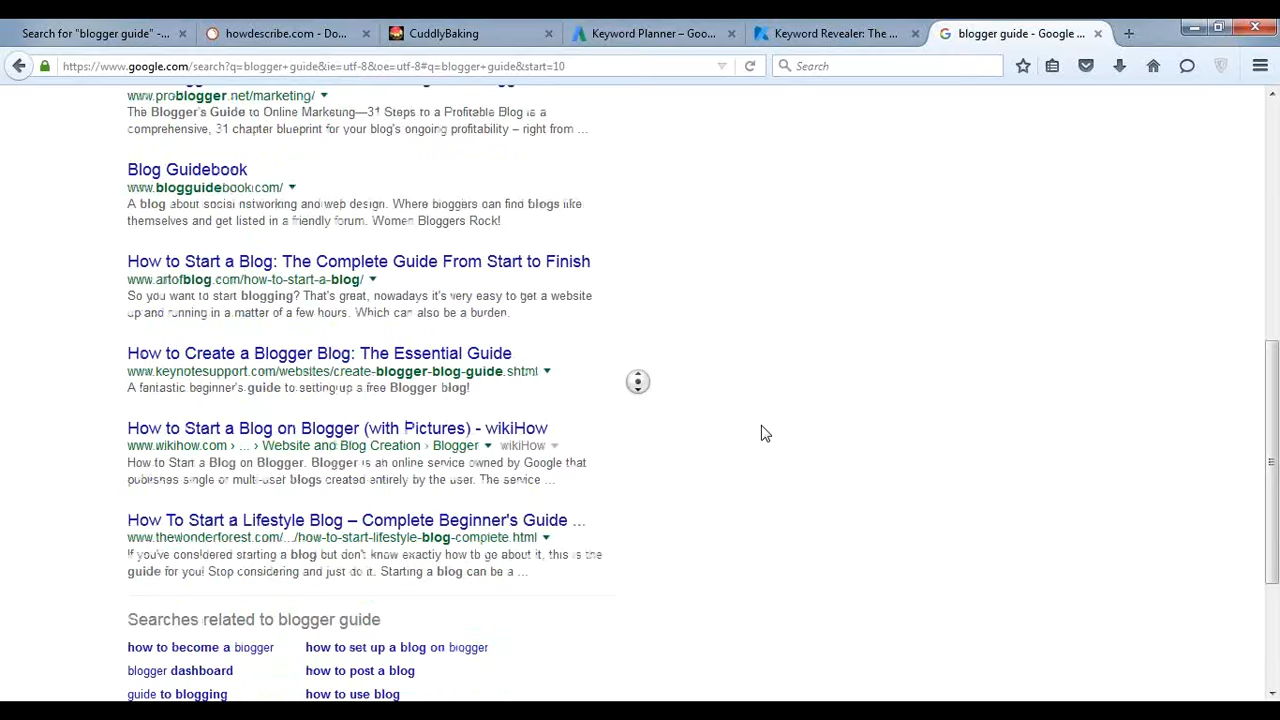 Search for "blogger guide" -...
howdescribe.com - Do...
CuddlyBaking
Keyword Planner – Goo...
Keyword Revealer: The ...
blogger guide - Google ...
https://www.google.com/search?q=blogger+guide&ie=utf-8&oe=utf-8#q=blogger+guide&start=10
Search
www.problogger.net/marketing/
The Blogger's Guide to Online Marketing—31 Steps to a Profitable Blog is a
comprehensive, 31 chapter blueprint for your blog's ongoing profitability – right from ...
Blog Guidebook
www.blogguidebook.com/
A blog about social networking and web design. Where bloggers can find blogs like
themselves and get listed in a friendly forum. Women Bloggers Rock!
How to Start a Blog: The Complete Guide From Start to Finish
www.artofblog.com/how-to-start-a-blog/
So you want to start blogging? That's great, nowadays it's very easy to get a website
up and running in a matter of a few hours. Which can also be a burden.
How to Create a Blogger Blog: The Essential Guide
www.keynotesupport.com/websites/create-blogger-blog-guide.shtml
A fantastic beginner's guide to setting up a free Blogger blog!
How to Start a Blog on Blogger (with Pictures) - wikiHow
www.wikihow.com › ... › Website and Blog Creation › Blogger wikiHow
How to Start a Blog on Blogger. Blogger is an online service owned by Google that
publishes single or multi-user blogs created entirely by the user. The service ...
How To Start a Lifestyle Blog – Complete Beginner's Guide ...
www.thewonderforest.com/.../how-to-start-lifestyle-blog-complete.html
If you've considered starting a blog but don't know exactly how to go about it, this is the
guide for you! Stop considering and just do it. Starting a blog can be a ...
Searches related to blogger guide
how to become a blogger how to set up a blog on blogger
blogger dashboard how to post a blog
guide to blogging how to use blog